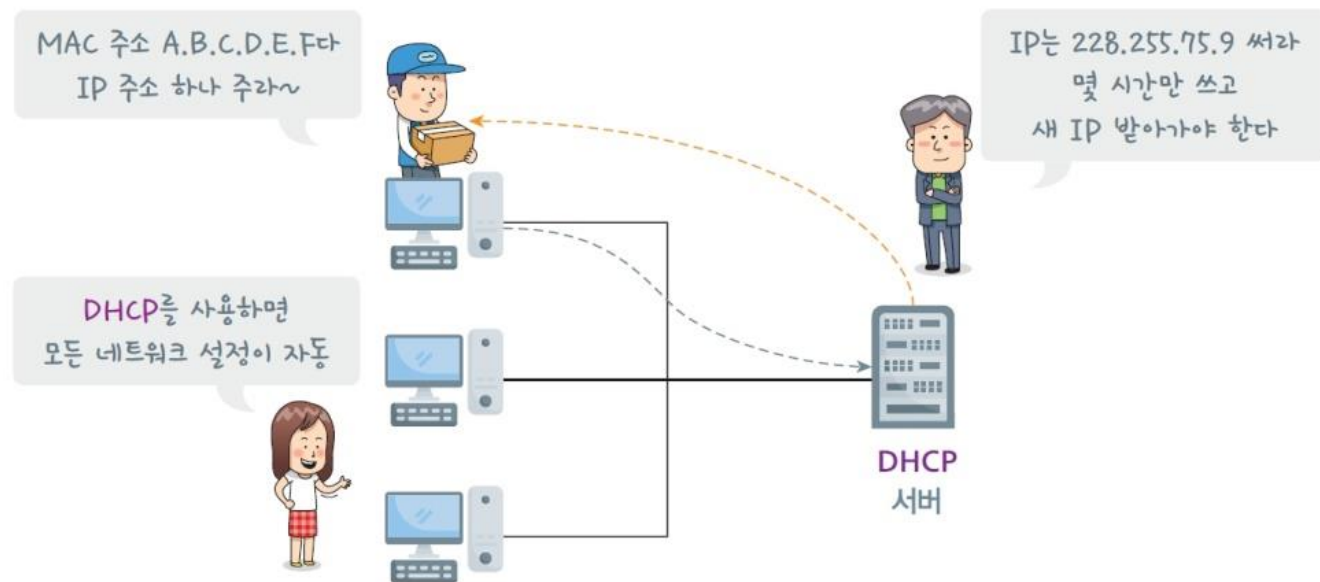 MAC 주소 A.B.C.D.E.F다
IP 주소 하나 주라~
IP는 228.255.75.9 써라
몇 시간만 쓰고
새 IP 받아가야 한다
DHCP를 사용하면
모든 네트워크 설정이 자동
DHCP
서버